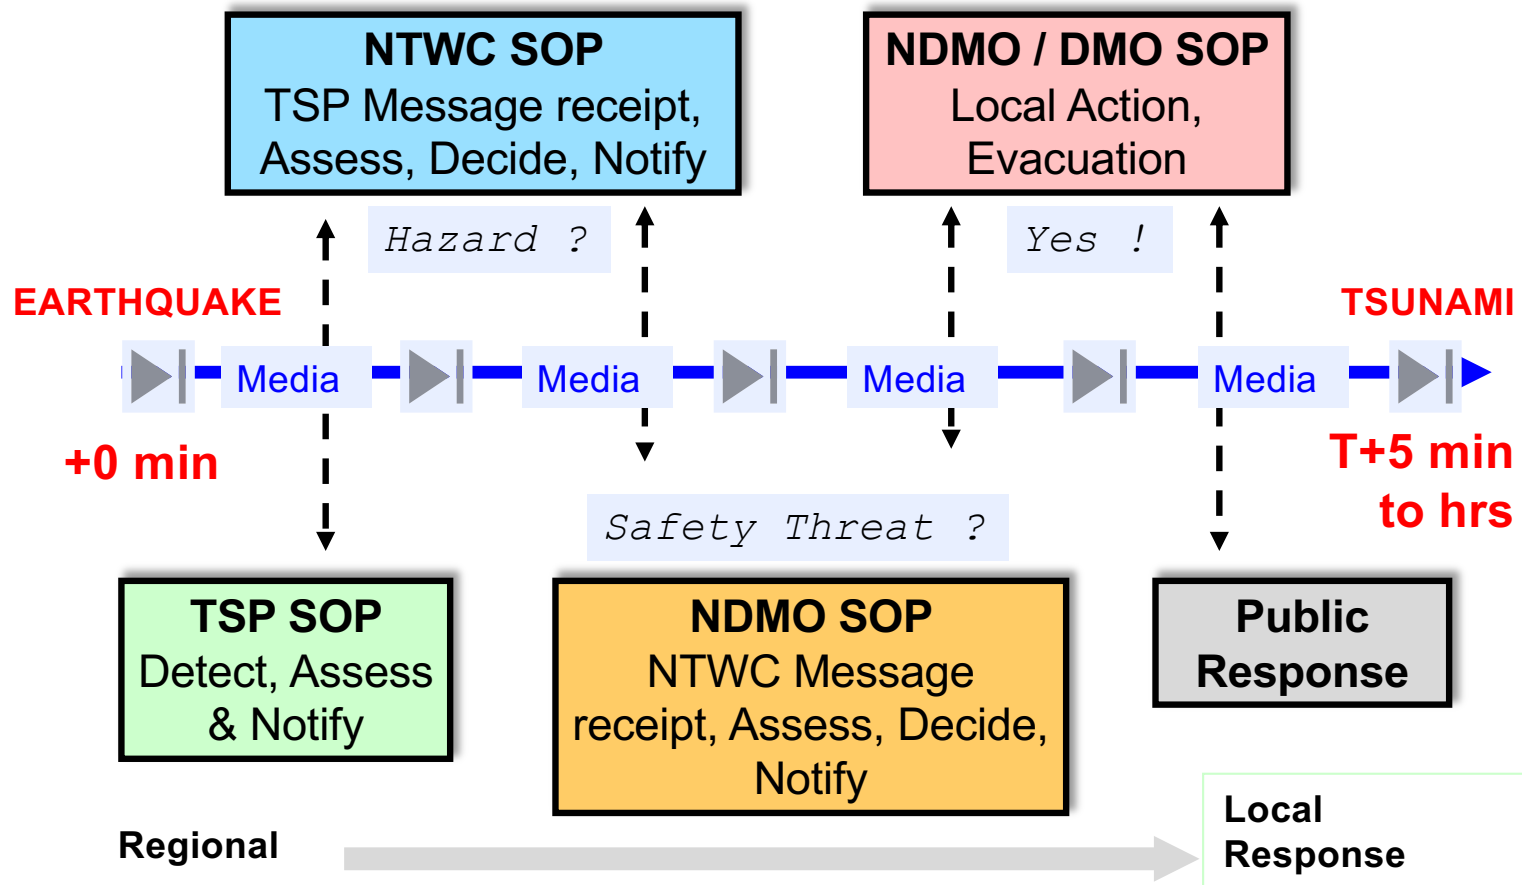 NTWC SOP
TSP Message receipt,
Assess, Decide, Notify
NDMO / DMO SOP
Local Action,
Evacuation
Hazard ?
Yes !
EARTHQUAKE
TSUNAMI
Media
Media
Media
Media
+0 min
T+5 min
to hrs
Safety Threat ?
TSP SOP
Detect, Assess
& Notify
NDMO SOP
NTWC Message
receipt, Assess, Decide,
Notify
Public
Response
Regional
Local
Response